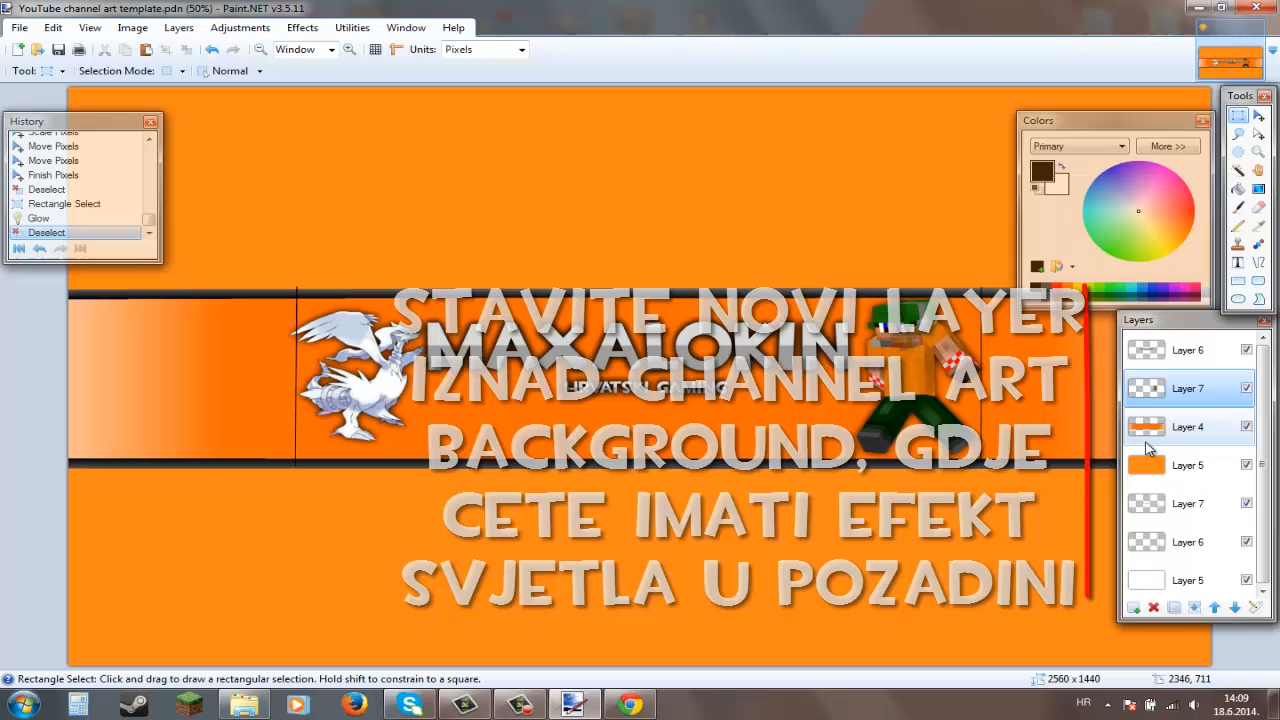 YouTube channel art template.pdn (50%) - Paint.NET v3.5.11
File Edit View Image Layers Adjustments Effects Utilities Window Help
Window Units: Pixels
Tool: Selection Mode: Normal
History
Scale Pixels
Move Pixels
Move Pixels
Finish Pixels
Deselect
Rectangle Select
Glow
Deselect
Colors
Primary More >>
Tools
MAXALOKIN
HRVATSKI GAMING
STAVITE NOVI LAYER
IZNAD CHANNEL ART
BACKGROUND, GDJE
CETE IMATI EFEKT
SVJETLA U POZADINI
Layers
Layer 6
Layer 7
Layer 4
Layer 5
Layer 7
Layer 6
Layer 5
Rectangle Select: Click and drag to draw a rectangular selection. Hold shift to constrain to a square. 2560 x 1440 2346, 711
HR 14:09
18.6.2014.